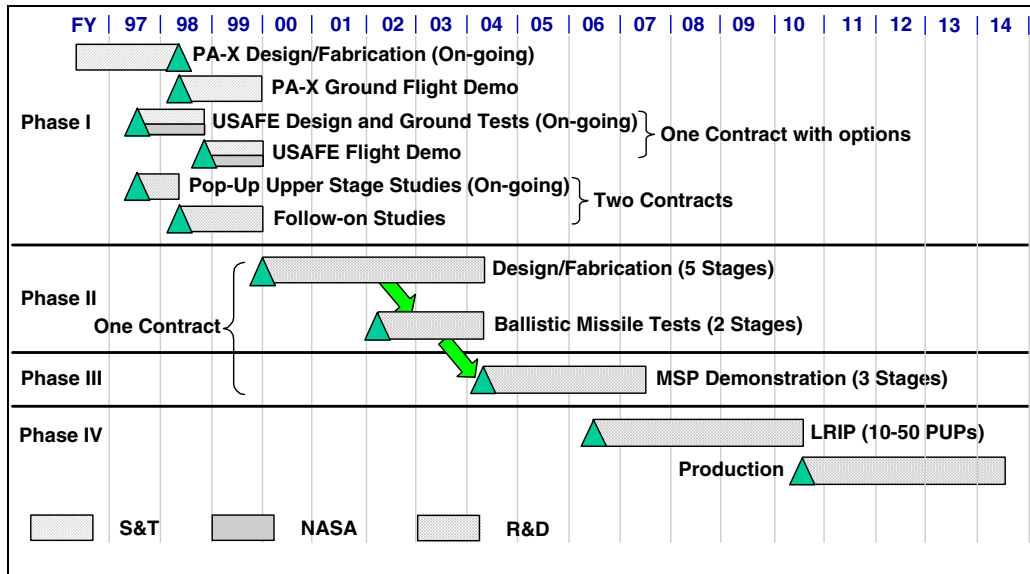 FY 97 98 99 00 01 02 03 04 05 06 07 08 09 10 11 12 13 14
PA-X Design/Fabrication (On-going)
PA-X Ground Flight Demo
Phase I
USAFE Design and Ground Tests (On-going)
One Contract with options
USAFE Flight Demo
Pop-Up Upper Stage Studies (On-going)
Two Contracts
Follow-on Studies
Design/Fabrication (5 Stages)
Phase II
One Contract
Ballistic Missile Tests (2 Stages)
Phase III
MSP Demonstration (3 Stages)
Phase IV
LRIP (10-50 PUPs)
Production
S&T NASA R&D